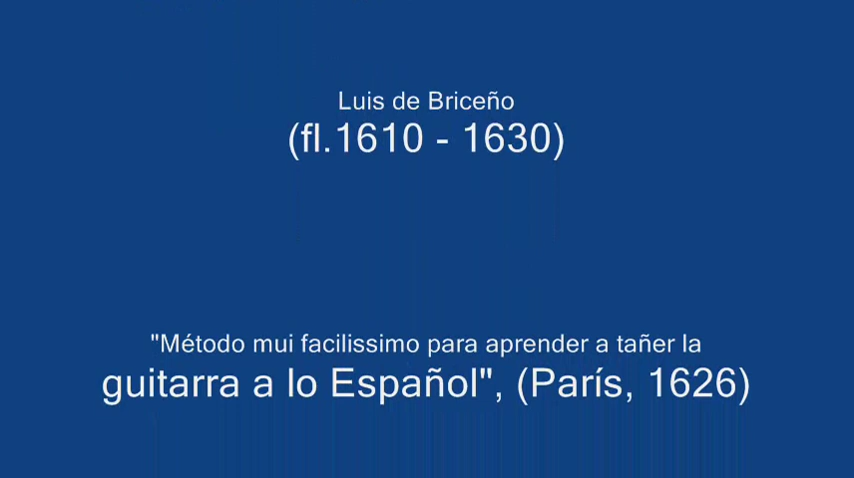 Luis de Briceño
(fl.1610 - 1630)
"Método mui facilissimo para aprender a tañer la
guitarra a lo Español", (París, 1626)